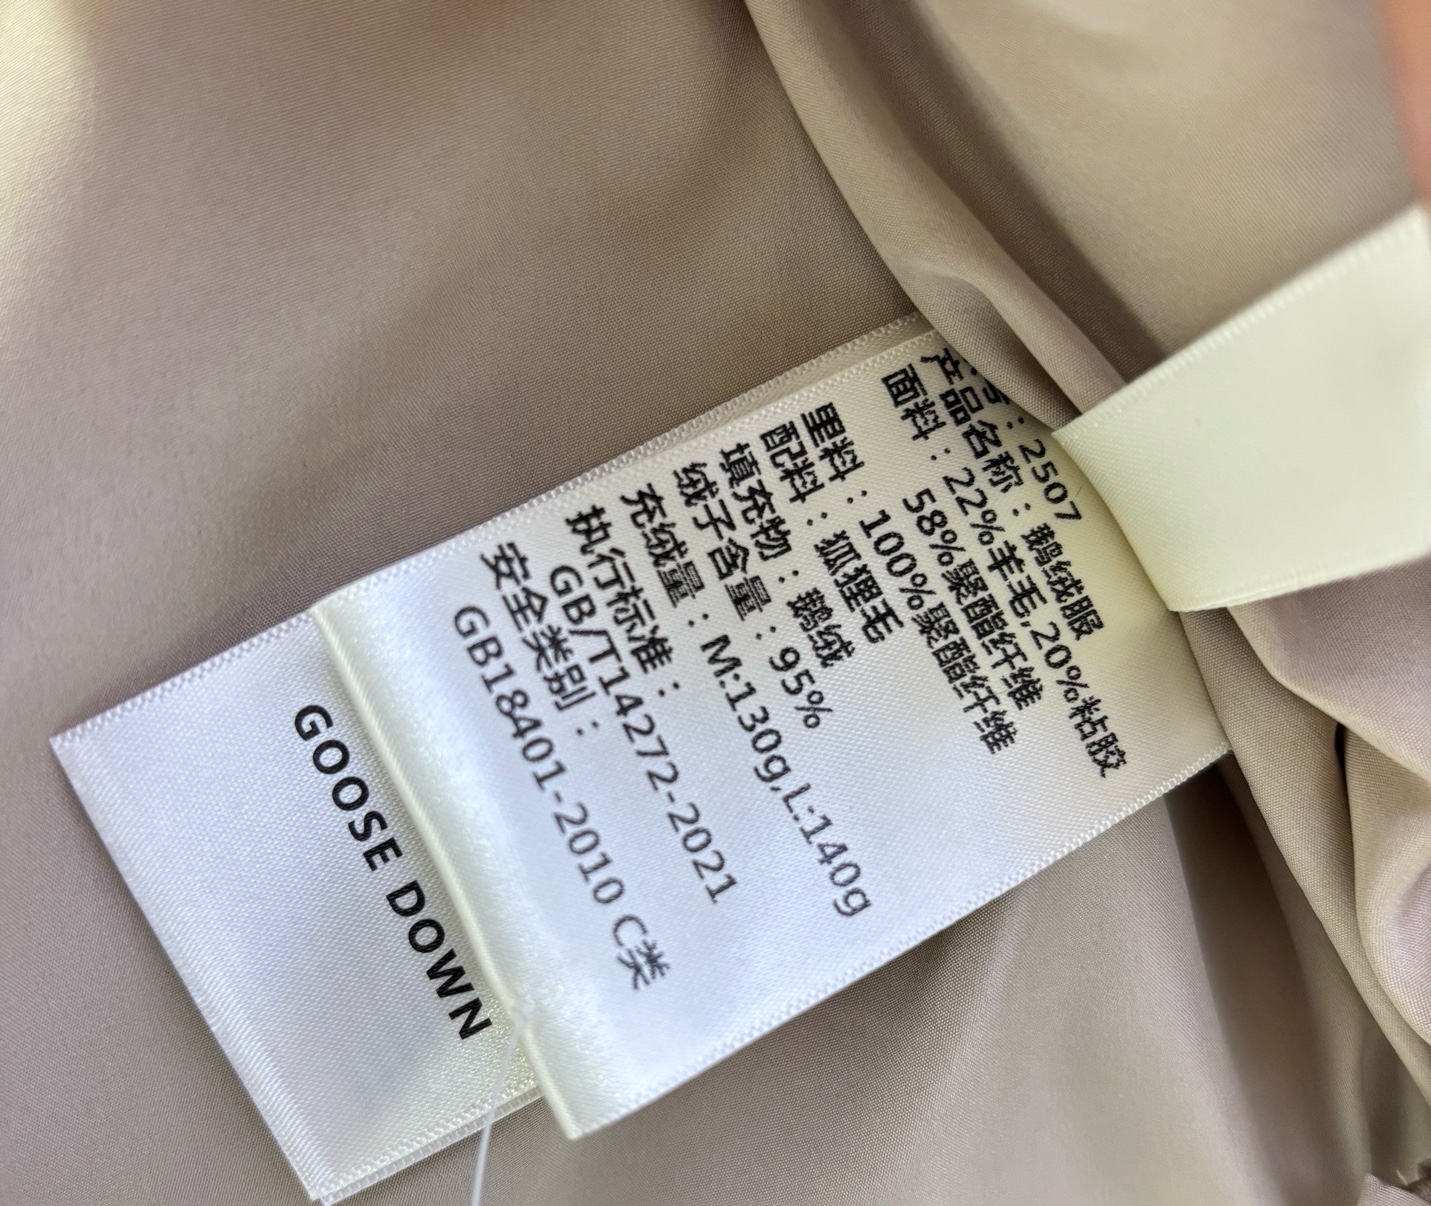 号：2507
产品名称：鹅绒服
面料：22%羊毛,20%粘胶
58%聚酯纤维
里料：100%聚酯纤维
配料：狐狸毛
填充物：鹅绒
绒子含量：95%
充绒量：M:130g,L:140g
执行标准：
GB/T14272-2021
安全类别：
GB18401-2010 C类
GOOSE DOWN